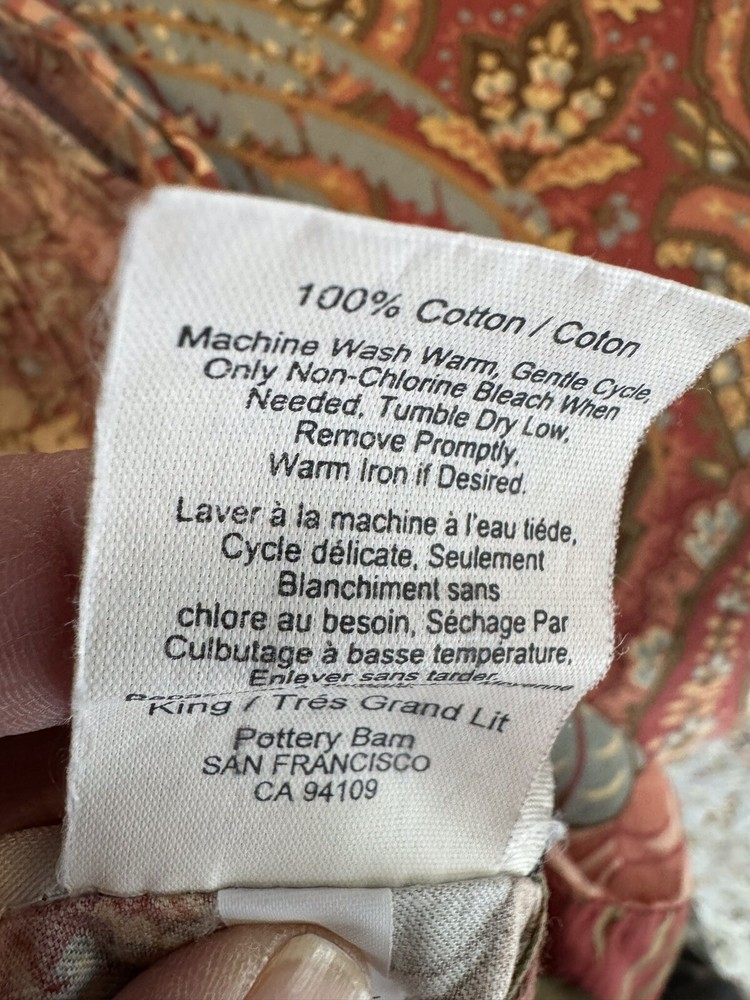 100% Cotton / Coton
Machine Wash Warm, Gentle Cycle,
Only Non-Chlorine Bleach When
Needed, Tumble Dry Low,
Remove Promptly,
Warm Iron if Desired.
Laver à la machine à l'eau tiéde,
Cycle délicate, Seulement
Blanchiment sans
chlore au besoin, Séchage Par
Culbutage à basse température,
Enlever sans tarder,
King / Trés Grand Lit
Pottery Barn
SAN FRANCISCO
CA 94109